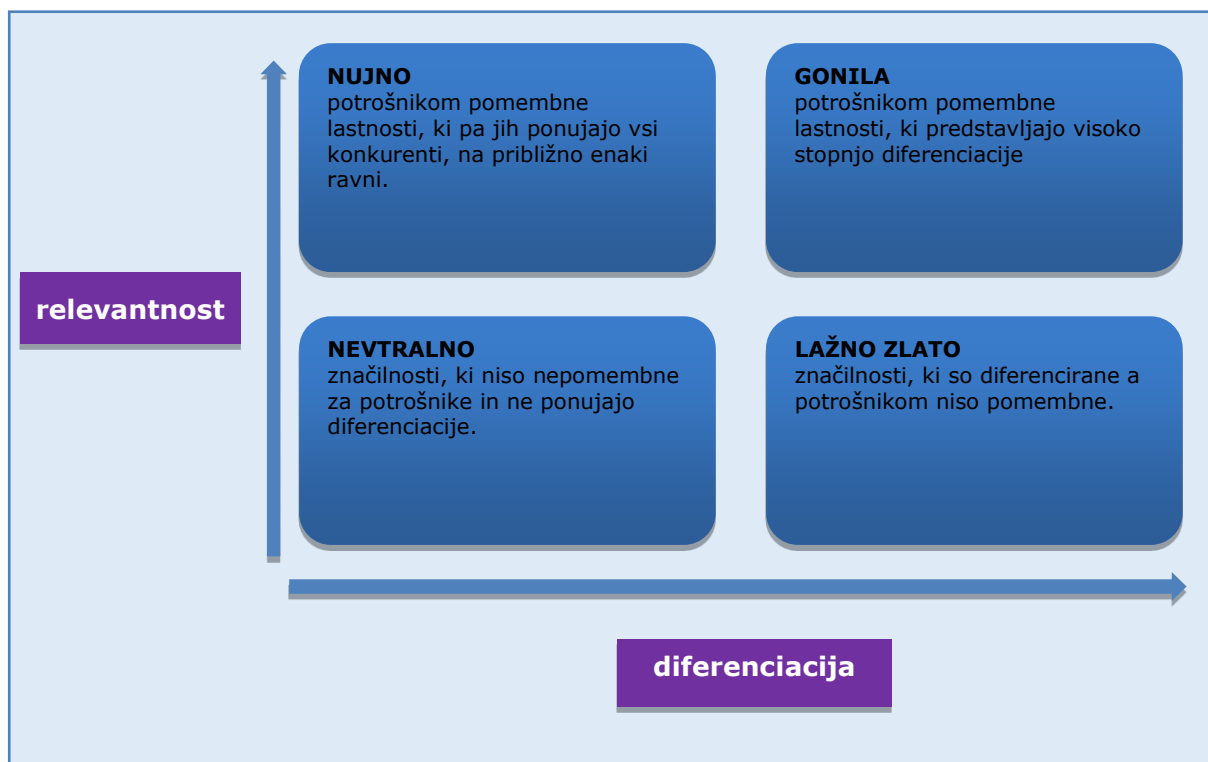 NUJNO
potrošnikom pomembne
lastnosti, ki pa jih ponujajo vsi
konkurenti, na približno enaki
ravni.
GONILA
potrošnikom pomembne
lastnosti, ki predstavljajo visoko
stopnjo diferenciacije
relevantnost
NEVTRALNO
značilnosti, ki niso nepomembne
za potrošnike in ne ponujajo
diferenciacije.
LAŽNO ZLATO
značilnosti, ki so diferencirane a
potrošnikom niso pomembne.
diferenciacija